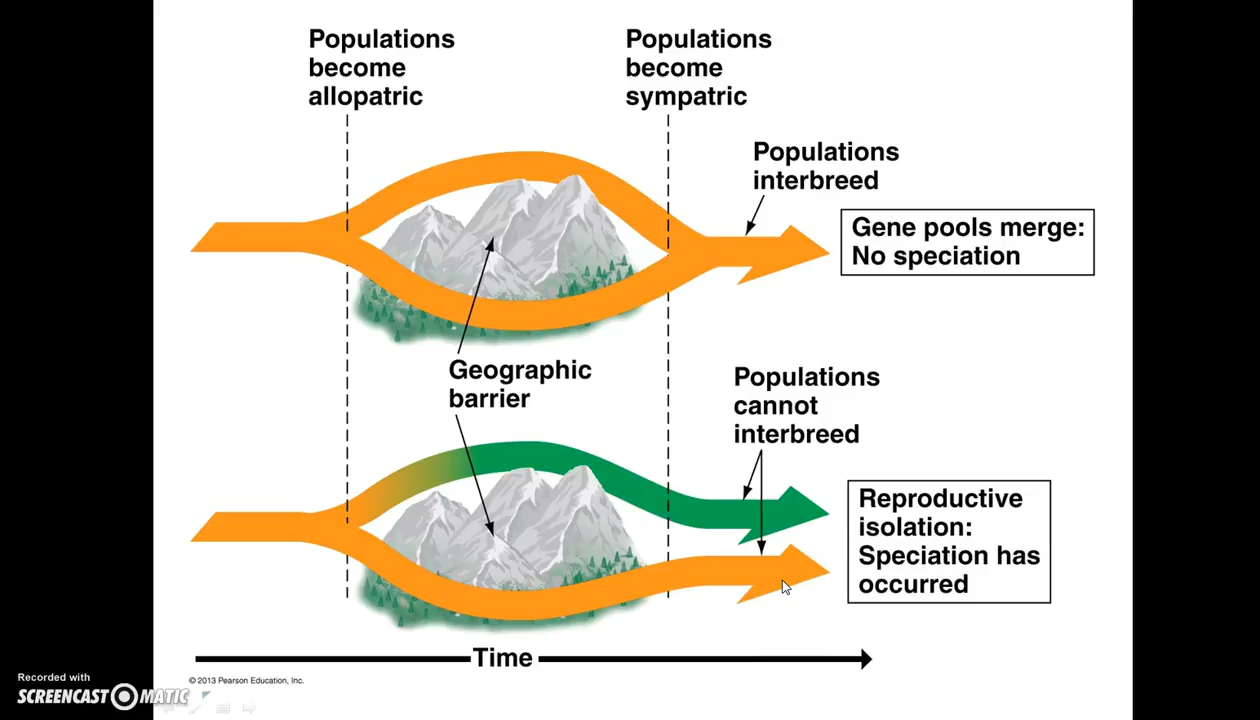 Populations
become
allopatric
Populations
become
sympatric
Populations
interbreed
Gene pools merge:
No speciation
Geographic
barrier
Populations
cannot
interbreed
Reproductive
isolation:
Speciation has
occurred
Time
© 2013 Pearson Education, Inc.
Recorded with
SCREENCAST MATIC